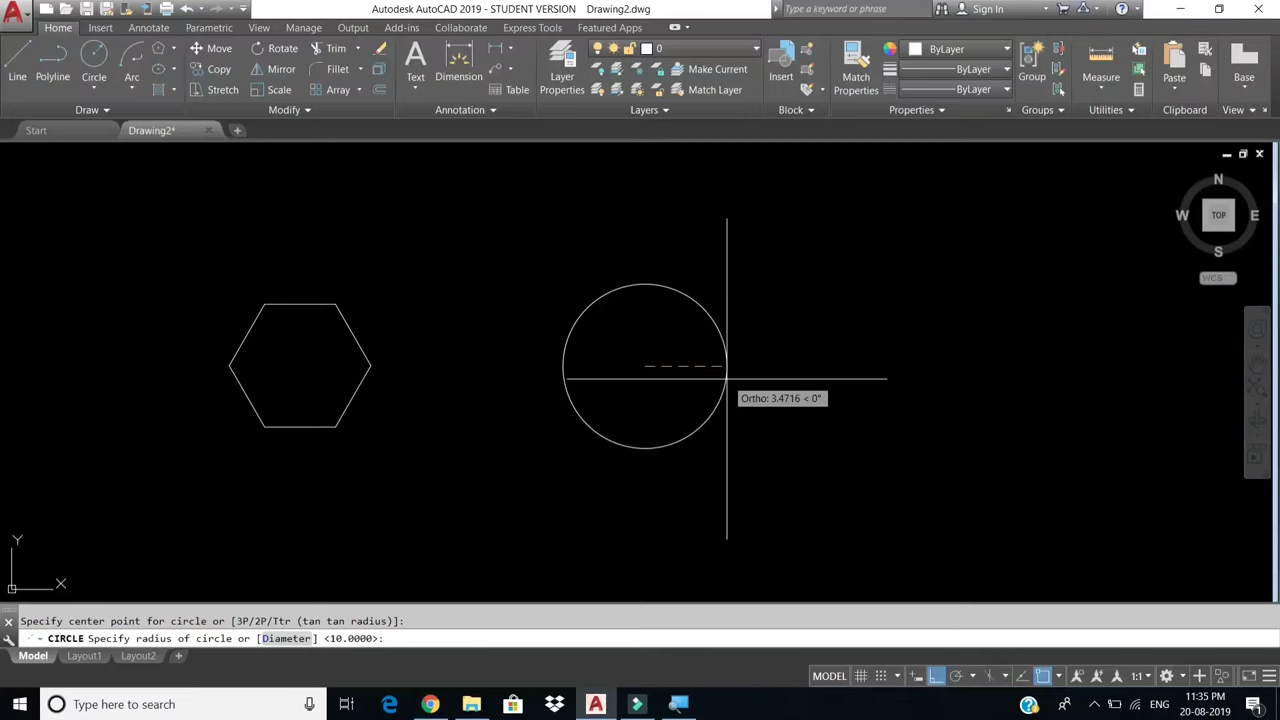 Autodesk AutoCAD 2019 - STUDENT VERSION Drawing2.dwg
Type a keyword or phrase
Sign In
Home Insert Annotate Parametric View Manage Output Add-ins Collaborate Express Tools Featured Apps
Line
Polyline
Circle
Arc
Draw
Move
Rotate
Trim
Copy
Mirror
Fillet
Stretch
Scale
Array
Modify
Text
Dimension
Table
Annotation
Layer
Properties
0
Make Current
Match Layer
Layers
Insert
Block
Match
Properties
ByLayer
ByLayer
ByLayer
Properties
Group
Groups
Measure
Utilities
Paste
Clipboard
Base
View
Start
Drawing2*
N
W
TOP
E
S
WCS
Ortho: 3.4716 < 0°
Y
X
Specify center point for circle or [3P/2P/Ttr (tan tan radius)]:
CIRCLE Specify radius of circle or [Diameter] <10.0000>:
Model Layout1 Layout2
MODEL
1:1
Type here to search
ENG
11:35 PM
20-08-2019
1